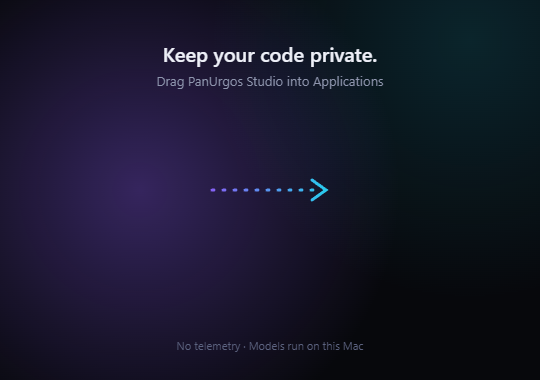 Keep your code private.
Drag PanUrgos Studio into Applications
No telemetry · Models run on this Mac